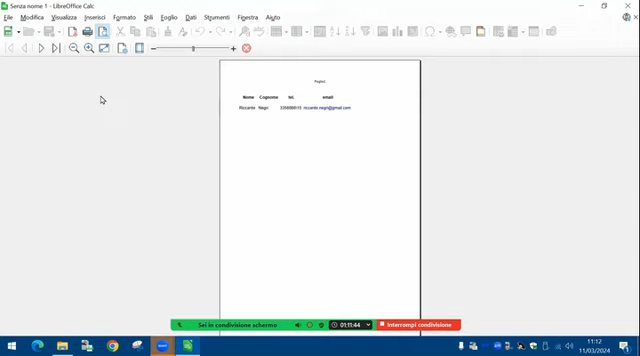 Senza nome 1 - LibreOffice Calc
File Modifica Visualizza Inserisci Formato Stili Foglio Dati Strumenti Finestra Aiuto
Nome Cognome tel. email
Riccardo Negri riccardo.negri@gmail.com
Sei in condivisione schermo 01:11:44 Interrompi condivisione
11:12
11/03/2024